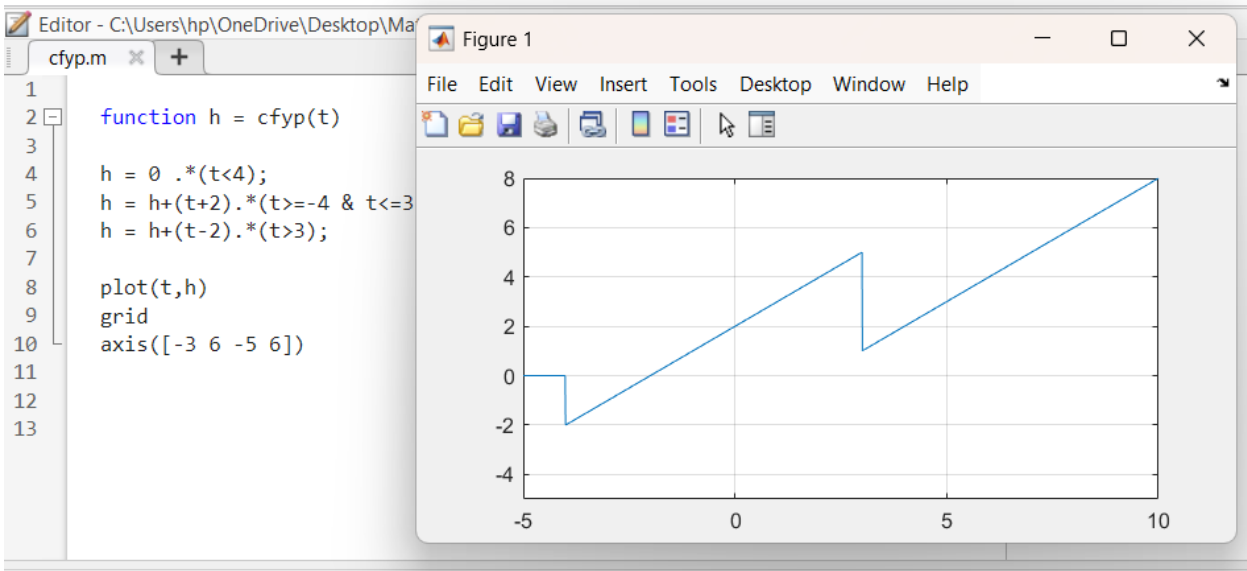 Editor - C:\Users\hp\OneDrive\Desktop\Ma
cfyp.m
1
2 function h = cfyp(t)
3
4 h = 0 .*(t<4);
5 h = h+(t+2).*(t>=-4 & t<=3
6 h = h+(t-2).*(t>3);
7
8 plot(t,h)
9 grid
10 axis([-3 6 -5 6])
11
12
13
Figure 1
File Edit View Insert Tools Desktop Window Help
8
6
4
2
0
-2
-4
-5 0 5 10